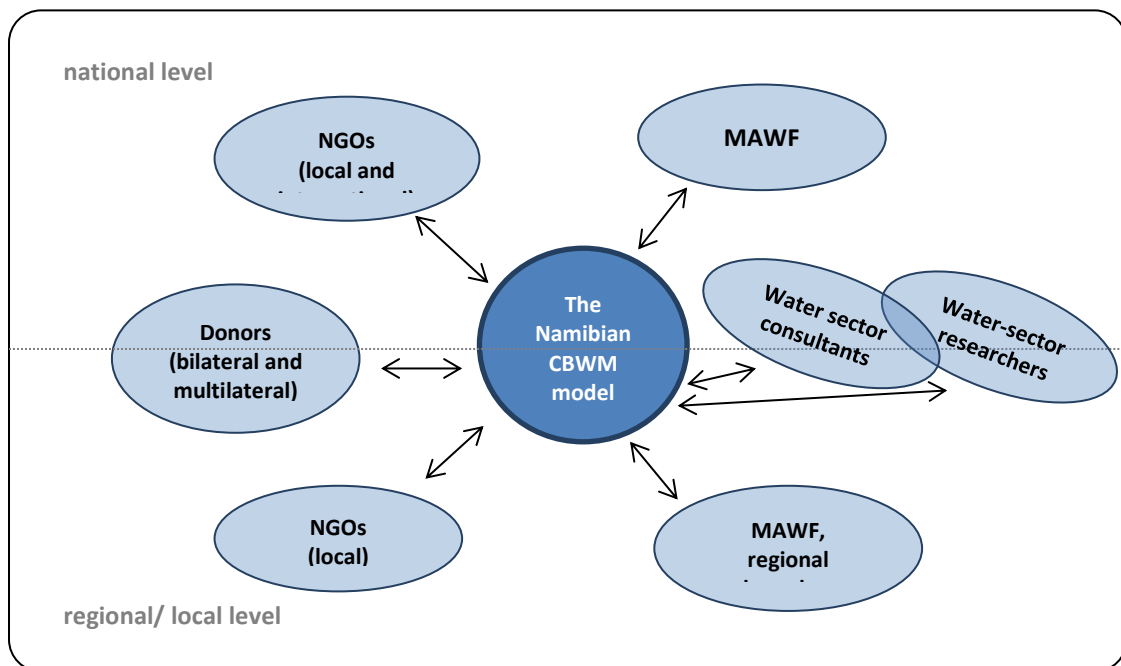 national level
NGOs
(local and
MAWF
The
Namibian
CBWM
model
Water sector
consultants
Water-sector
researchers
Donors
(bilateral and
multilateral)
NGOs
(local)
MAWF,
regional
regional/ local level